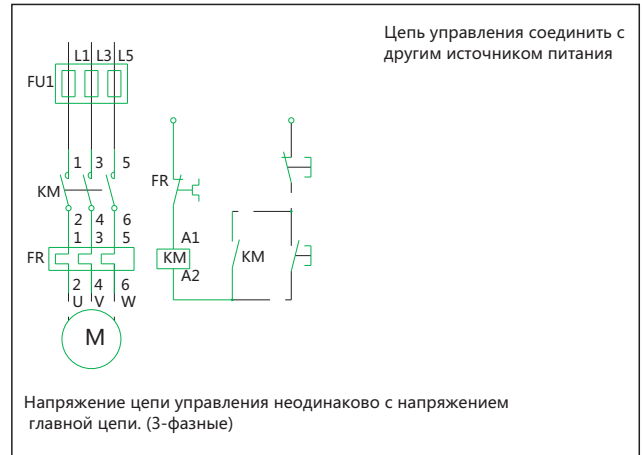 Цепь управления соединить с
другим источником питания
L1 L3 L5
FU1
1 3 5
KM
FR
2 4 6
1 3 5
FR
A1
KM
KM
A2
2 4 6
U V W
M
Напряжение цепи управления неодинаково с напряжением
главной цепи. (3-фазные)